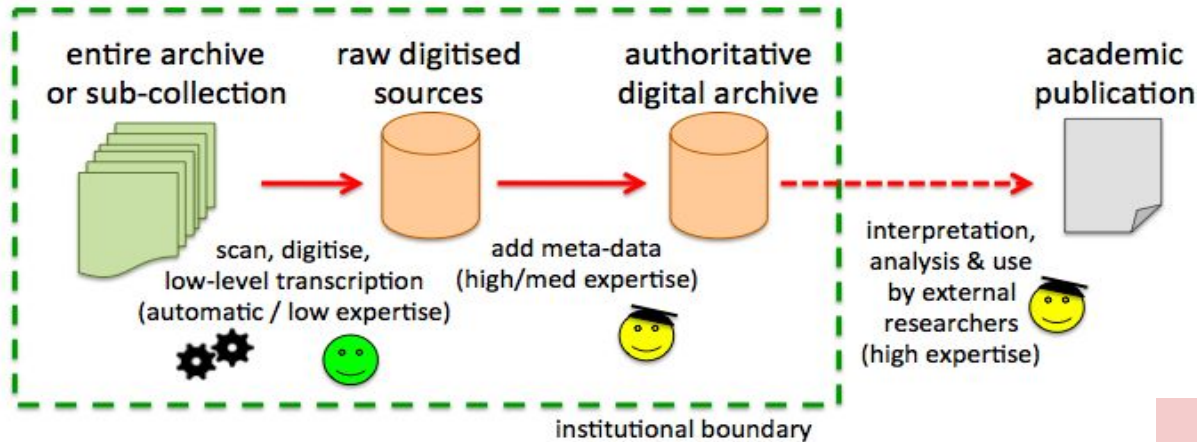 entire archive
or sub-collection
raw digitised
sources
authoritative
digital archive
academic
publication
scan, digitise,
low-level transcription
(automatic / low expertise)
add meta-data
(high/med expertise)
interpretation,
analysis & use
by external
researchers
(high expertise)
institutional boundary